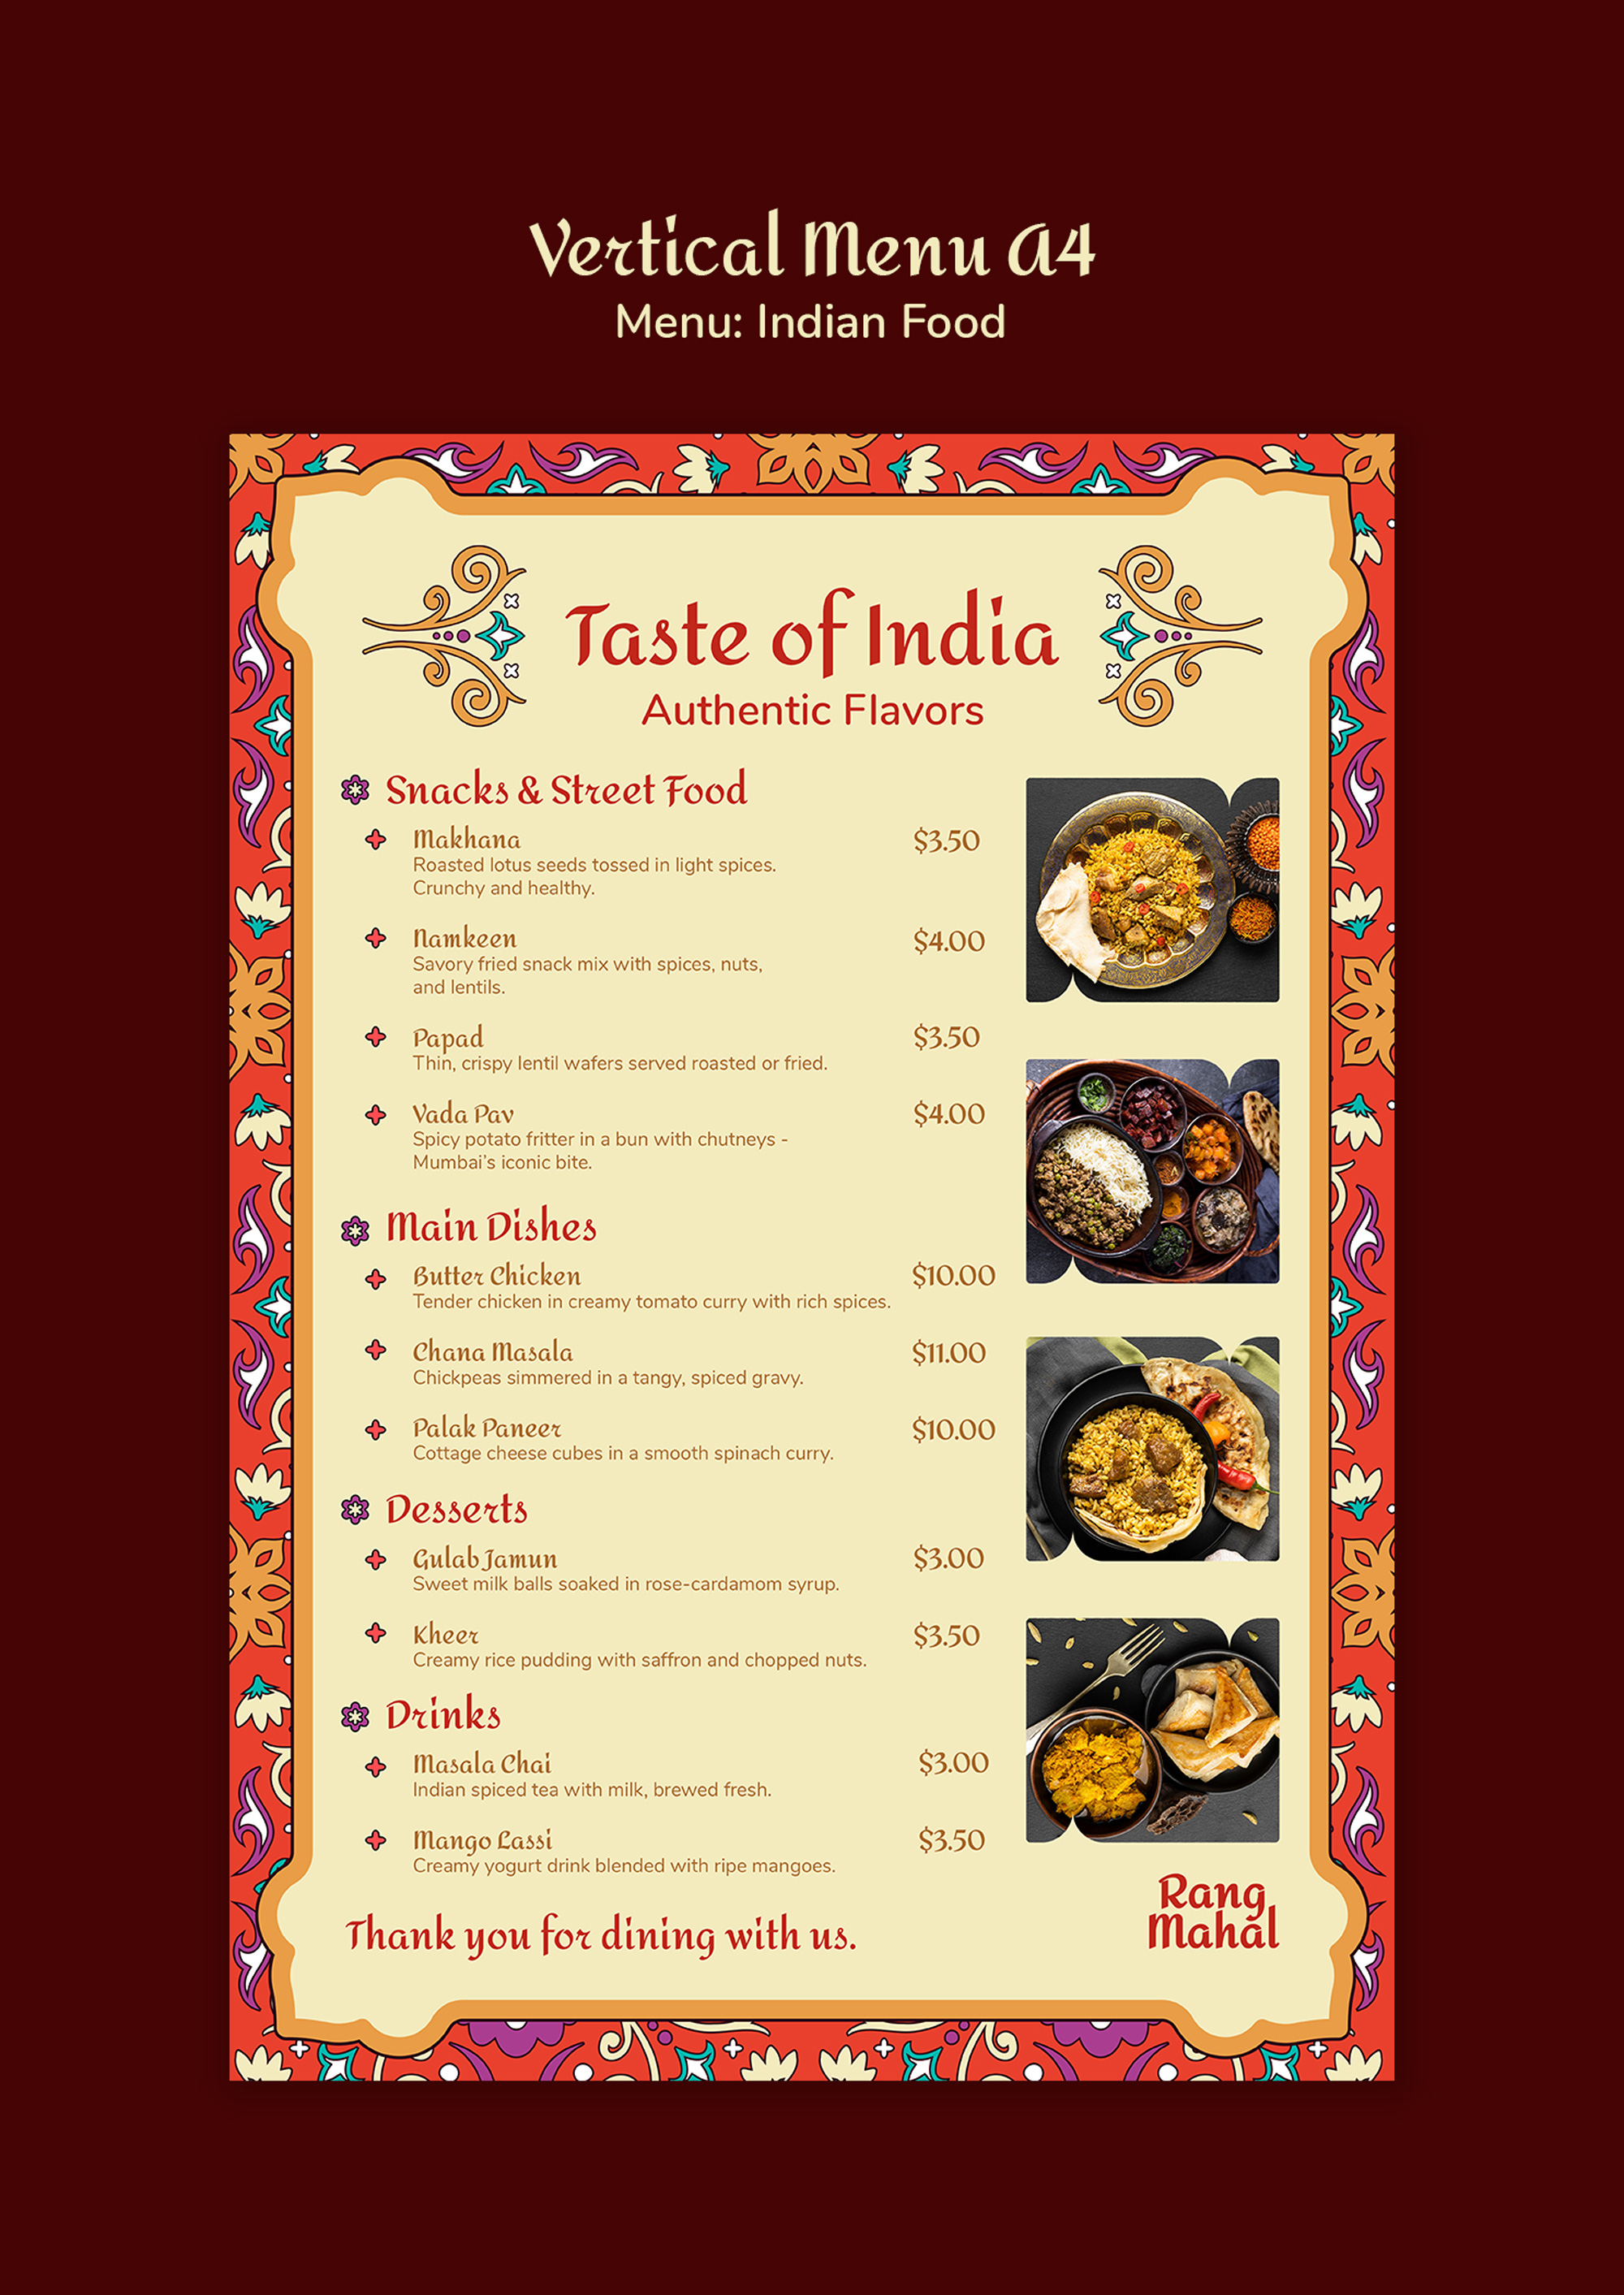 Vertical Menu A4
Menu: Indian Food
Taste of India
Authentic Flavors
Snacks & Street Food
Makhana $3.50
Roasted lotus seeds tossed in light spices.
Crunchy and healthy.
Namkeen $4.00
Savory fried snack mix with spices, nuts,
and lentils.
Papad $3.50
Thin, crispy lentil wafers served roasted or fried.
Vada Pav $4.00
Spicy potato fritter in a bun with chutneys -
Mumbai's iconic bite.
Main Dishes
Butter Chicken $10.00
Tender chicken in creamy tomato curry with rich spices.
Chana Masala $11.00
Chickpeas simmered in a tangy, spiced gravy.
Palak Paneer $10.00
Cottage cheese cubes in a smooth spinach curry.
Desserts
Gulab Jamun $3.00
Sweet milk balls soaked in rose-cardamom syrup.
Kheer $3.50
Creamy rice pudding with saffron and chopped nuts.
Drinks
Masala Chai $3.00
Indian spiced tea with milk, brewed fresh.
Mango Lassi $3.50
Creamy yogurt drink blended with ripe mangoes.
Thank you for dining with us.
Rang
Mahal